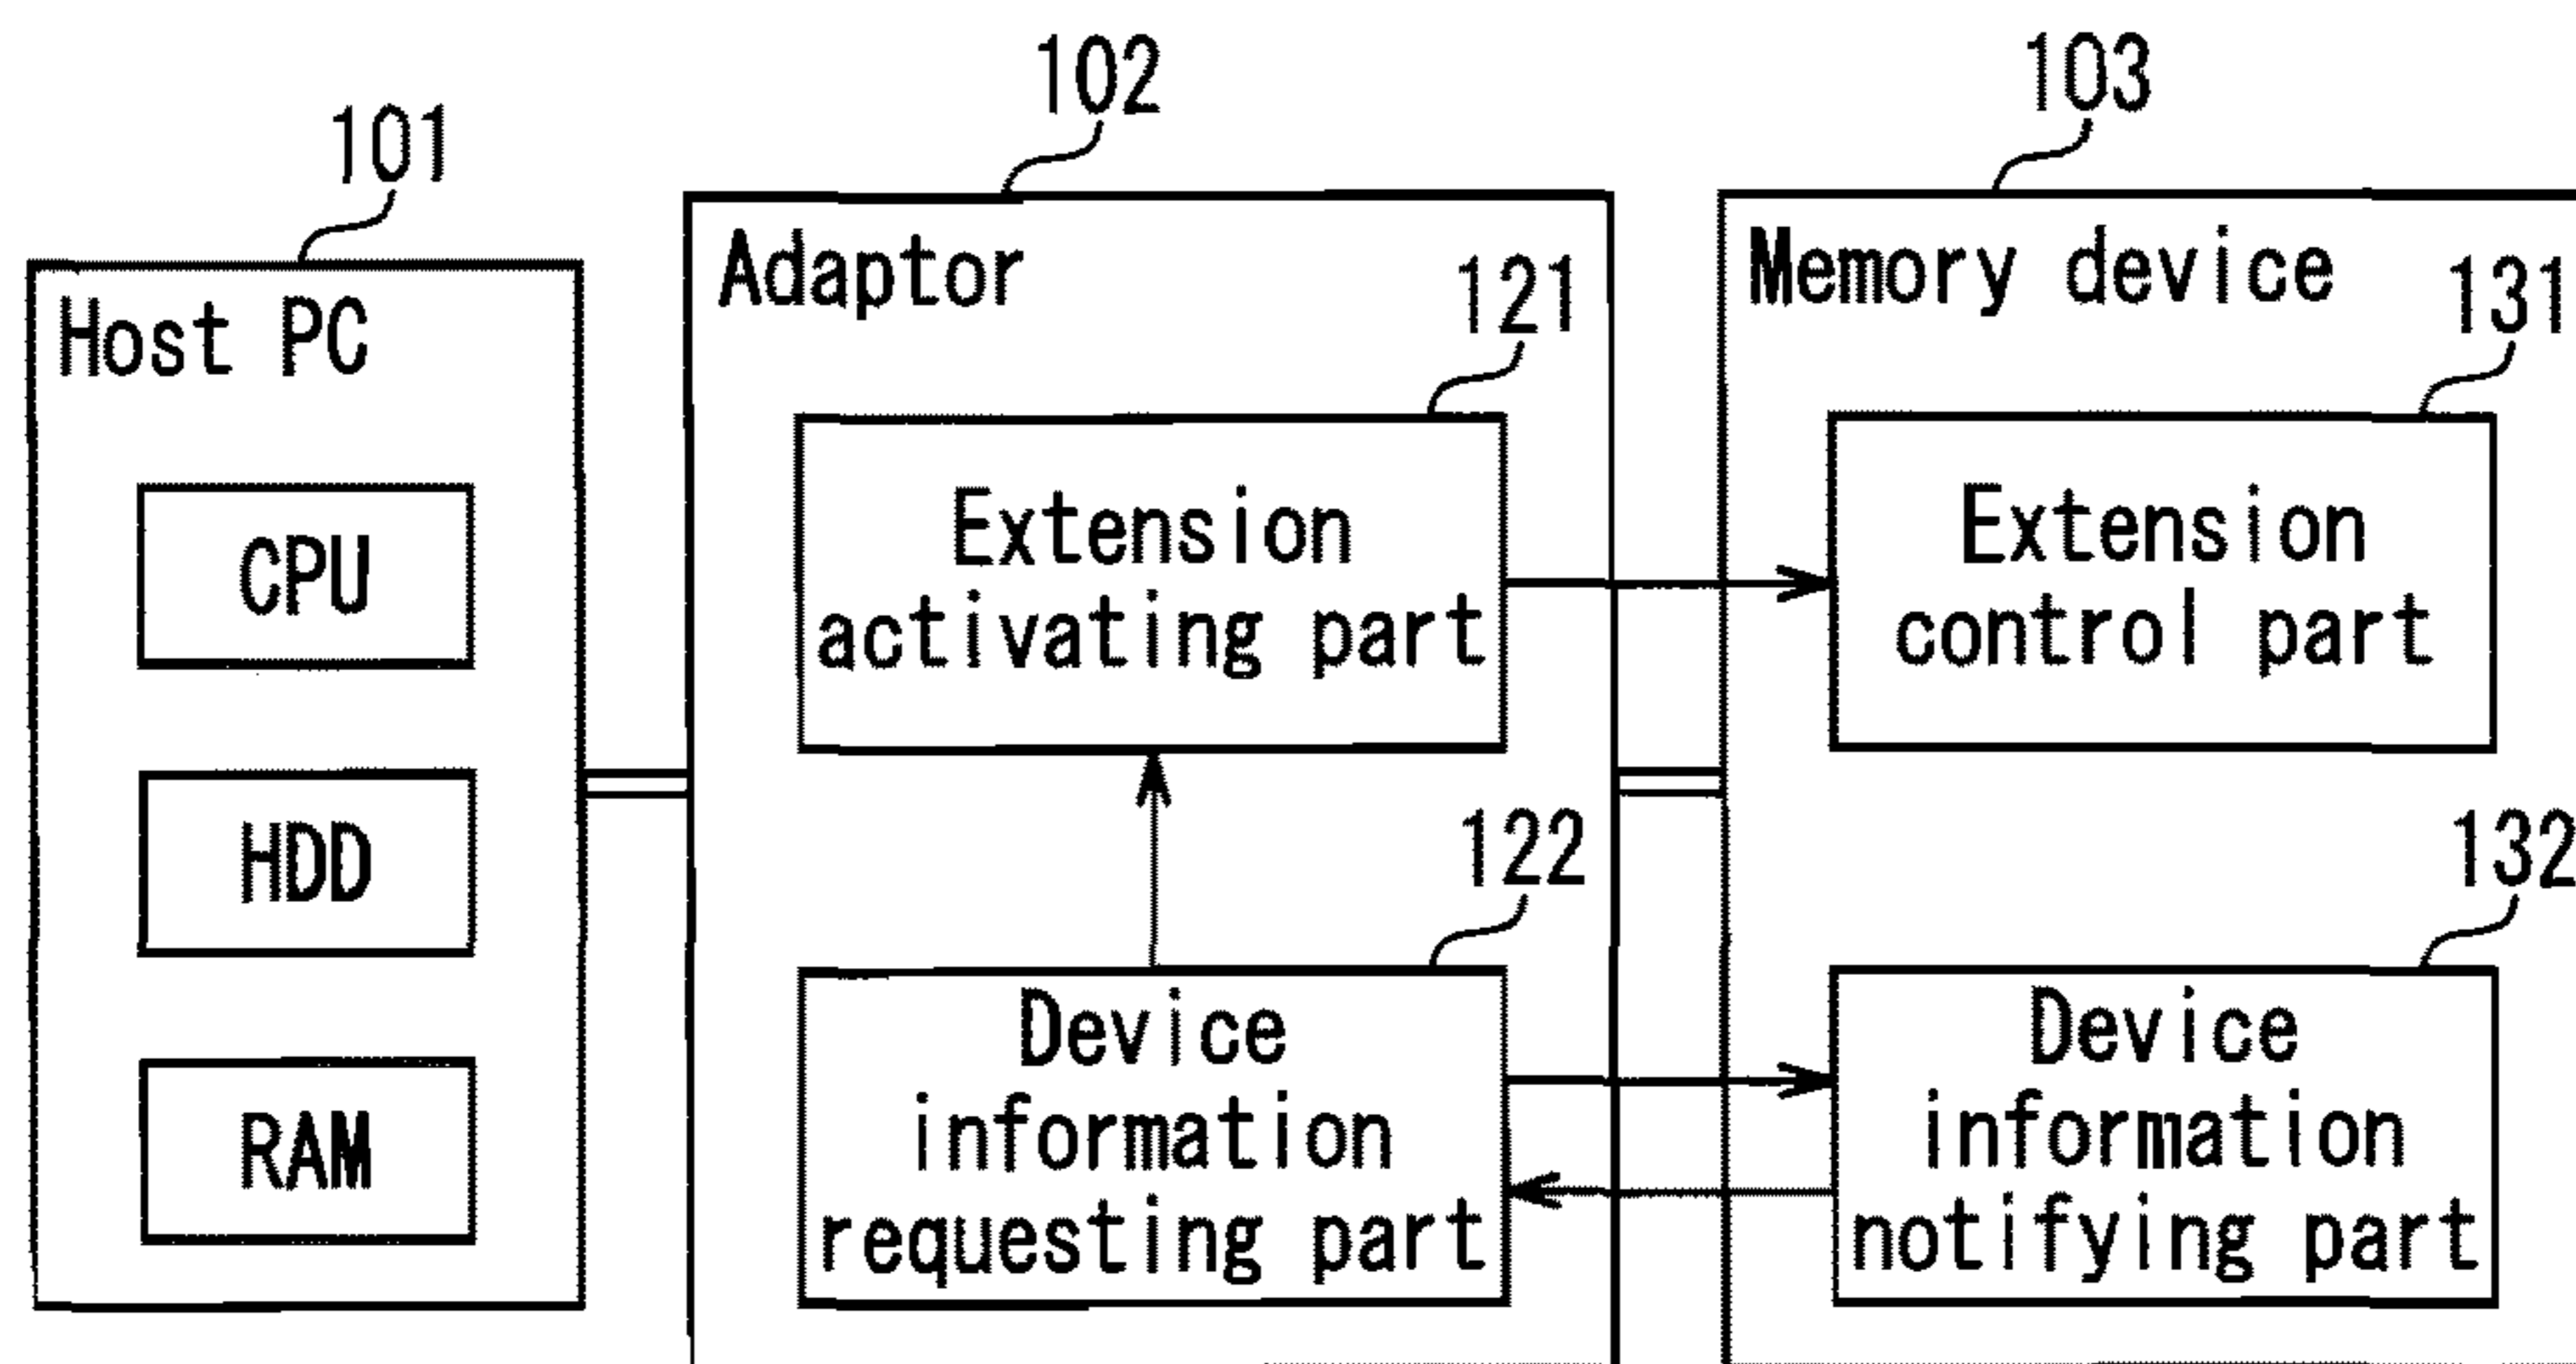 101
102
103
Host PC
CPU
HDD
RAM
Adaptor
121
Extension
activating part
122
Device
information
requesting part
Memory device
131
Extension
control part
132
Device
information
notifying part